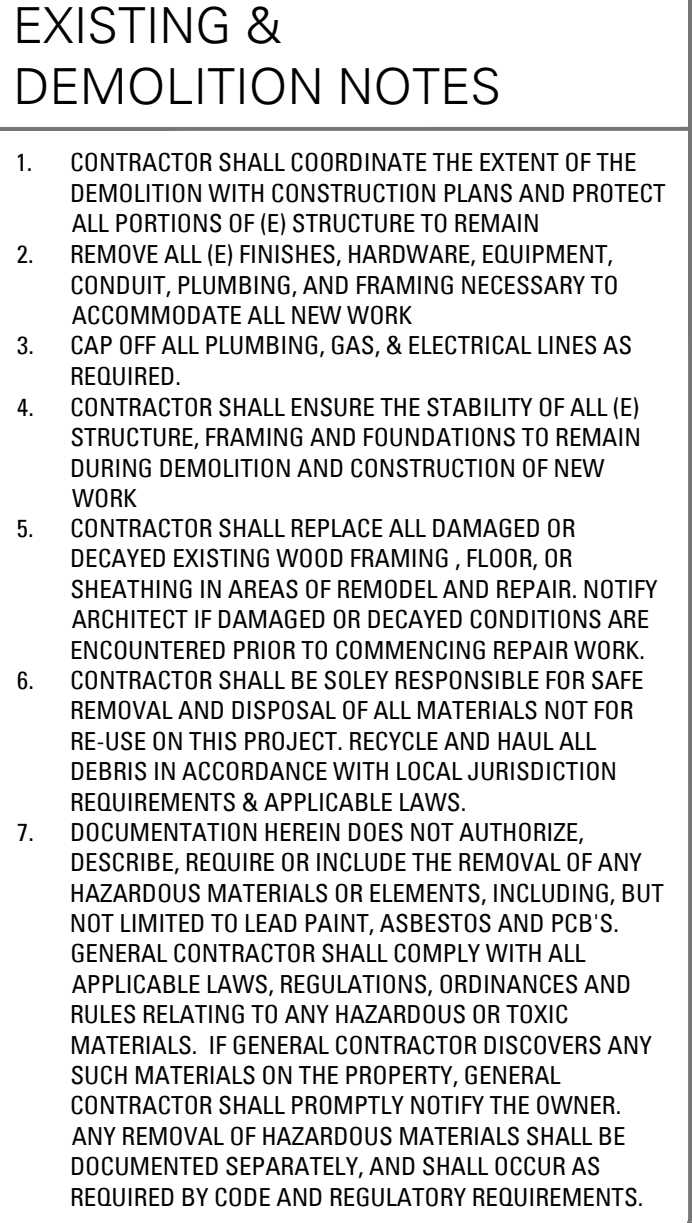 EXISTING &
DEMOLITION NOTES
1. CONTRACTOR SHALL COORDINATE THE EXTENT OF THE
DEMOLITION WITH CONSTRUCTION PLANS AND PROTECT
ALL PORTIONS OF (E) STRUCTURE TO REMAIN
2. REMOVE ALL (E) FINISHES, HARDWARE, EQUIPMENT,
CONDUIT, PLUMBING, AND FRAMING NECESSARY TO
ACCOMMODATE ALL NEW WORK
3. CAP OFF ALL PLUMBING, GAS, & ELECTRICAL LINES AS
REQUIRED.
4. CONTRACTOR SHALL ENSURE THE STABILITY OF ALL (E)
STRUCTURE, FRAMING AND FOUNDATIONS TO REMAIN
DURING DEMOLITION AND CONSTRUCTION OF NEW
WORK
5. CONTRACTOR SHALL REPLACE ALL DAMAGED OR
DECAYED EXISTING WOOD FRAMING , FLOOR, OR
SHEATHING IN AREAS OF REMODEL AND REPAIR. NOTIFY
ARCHITECT IF DAMAGED OR DECAYED CONDITIONS ARE
ENCOUNTERED PRIOR TO COMMENCING REPAIR WORK.
6. CONTRACTOR SHALL BE SOLEY RESPONSIBLE FOR SAFE
REMOVAL AND DISPOSAL OF ALL MATERIALS NOT FOR
RE-USE ON THIS PROJECT. RECYCLE AND HAUL ALL
DEBRIS IN ACCORDANCE WITH LOCAL JURISDICTION
REQUIREMENTS & APPLICABLE LAWS.
7. DOCUMENTATION HEREIN DOES NOT AUTHORIZE,
DESCRIBE, REQUIRE OR INCLUDE THE REMOVAL OF ANY
HAZARDOUS MATERIALS OR ELEMENTS, INCLUDING, BUT
NOT LIMITED TO LEAD PAINT, ASBESTOS AND PCB'S.
GENERAL CONTRACTOR SHALL COMPLY WITH ALL
APPLICABLE LAWS, REGULATIONS, ORDINANCES AND
RULES RELATING TO ANY HAZARDOUS OR TOXIC
MATERIALS.  IF GENERAL CONTRACTOR DISCOVERS ANY
SUCH MATERIALS ON THE PROPERTY, GENERAL
CONTRACTOR SHALL PROMPTLY NOTIFY THE OWNER.
ANY REMOVAL OF HAZARDOUS MATERIALS SHALL BE
DOCUMENTED SEPARATELY, AND SHALL OCCUR AS
REQUIRED BY CODE AND REGULATORY REQUIREMENTS.